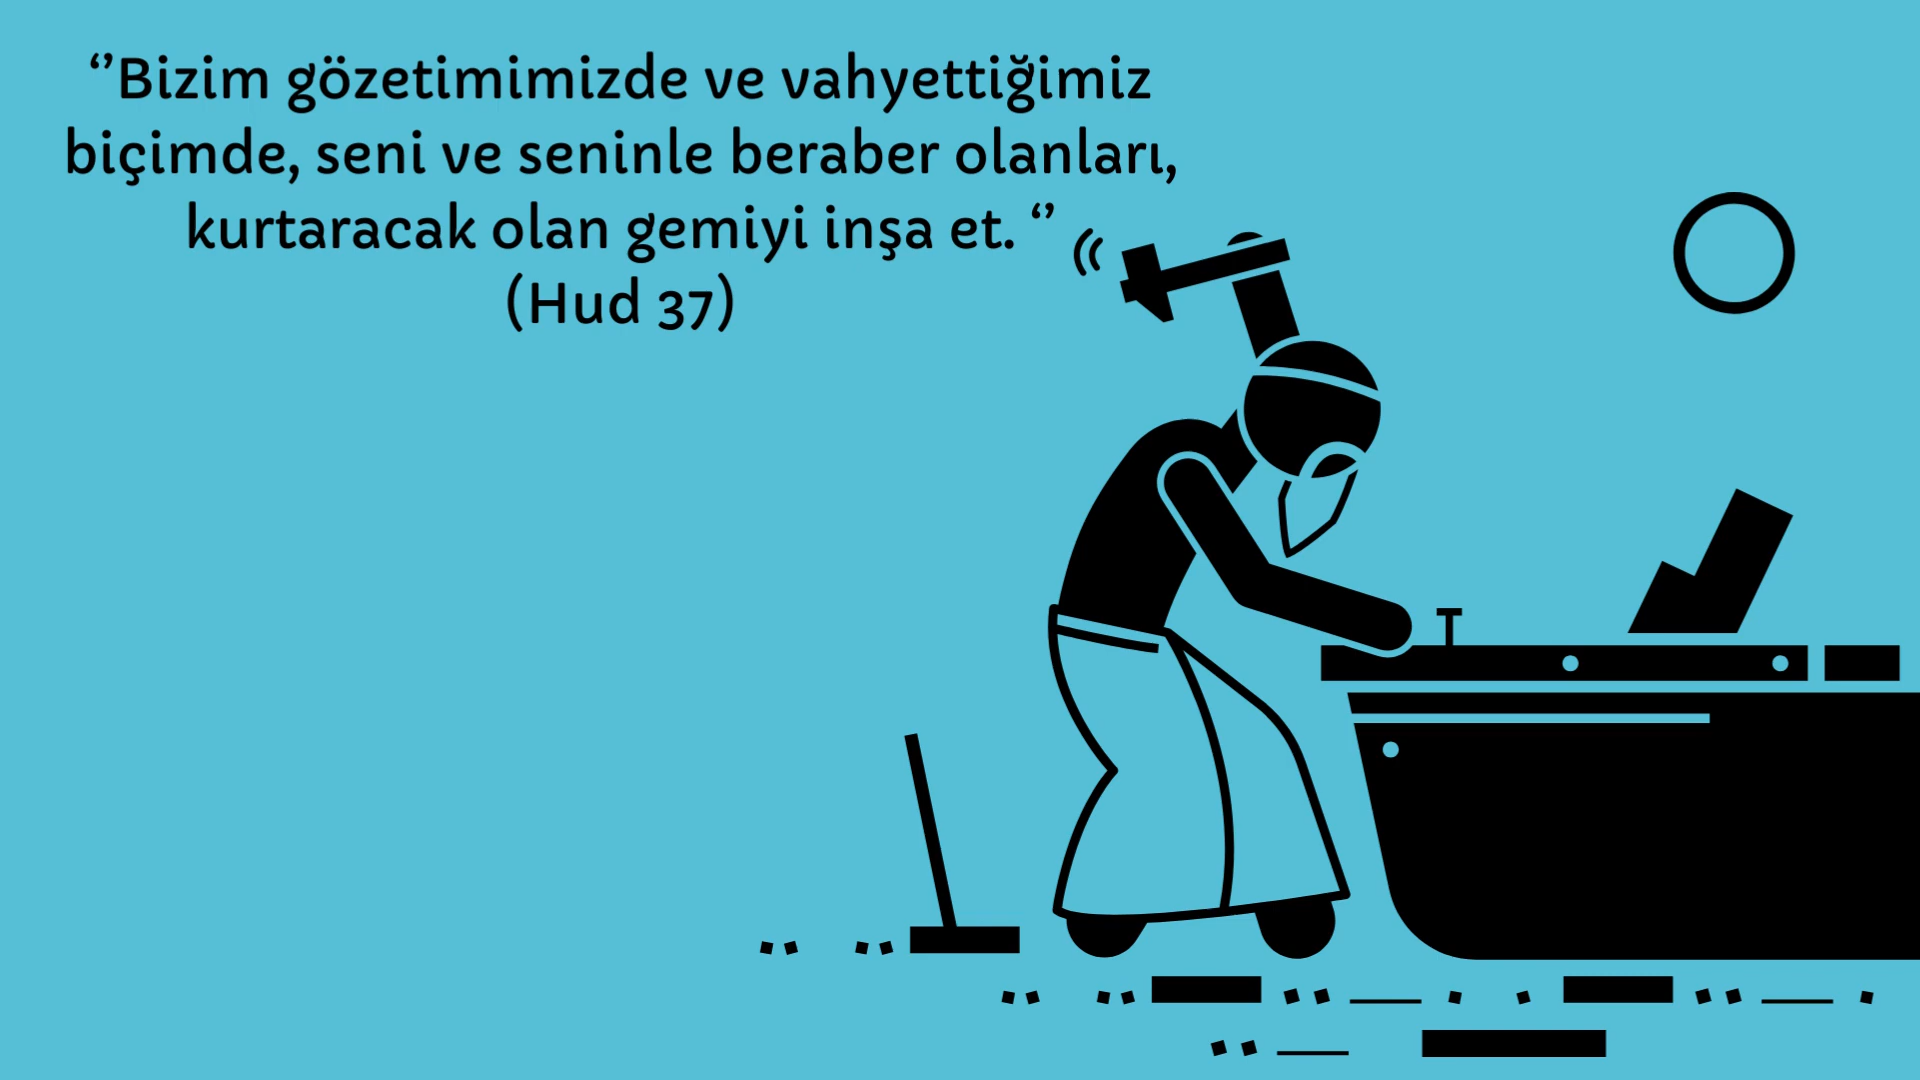 ‘’Bizim gözetimimizde ve vahyettiğimiz
biçimde, seni ve seninle beraber olanları,
kurtaracak olan gemiyi inşa et. ‘’
(Hud 37)